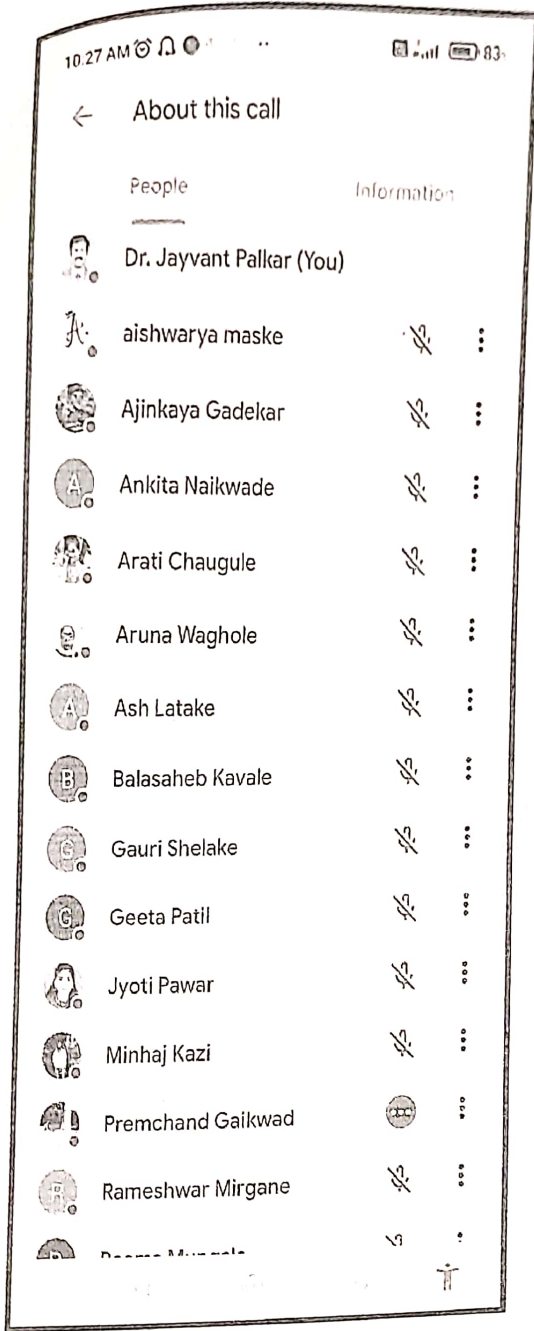 10.27 AM 83
About this call
People Information
Dr. Jayvant Palkar (You)
A aishwarya maske
Ajinkaya Gadekar
A Ankita Naikwade
Arati Chaugule
Aruna Waghole
A Ash Latake
B Balasaheb Kavale
G Gauri Shelake
G Geeta Patil
Jyoti Pawar
Minhaj Kazi
Premchand Gaikwad
R Rameshwar Mirgane